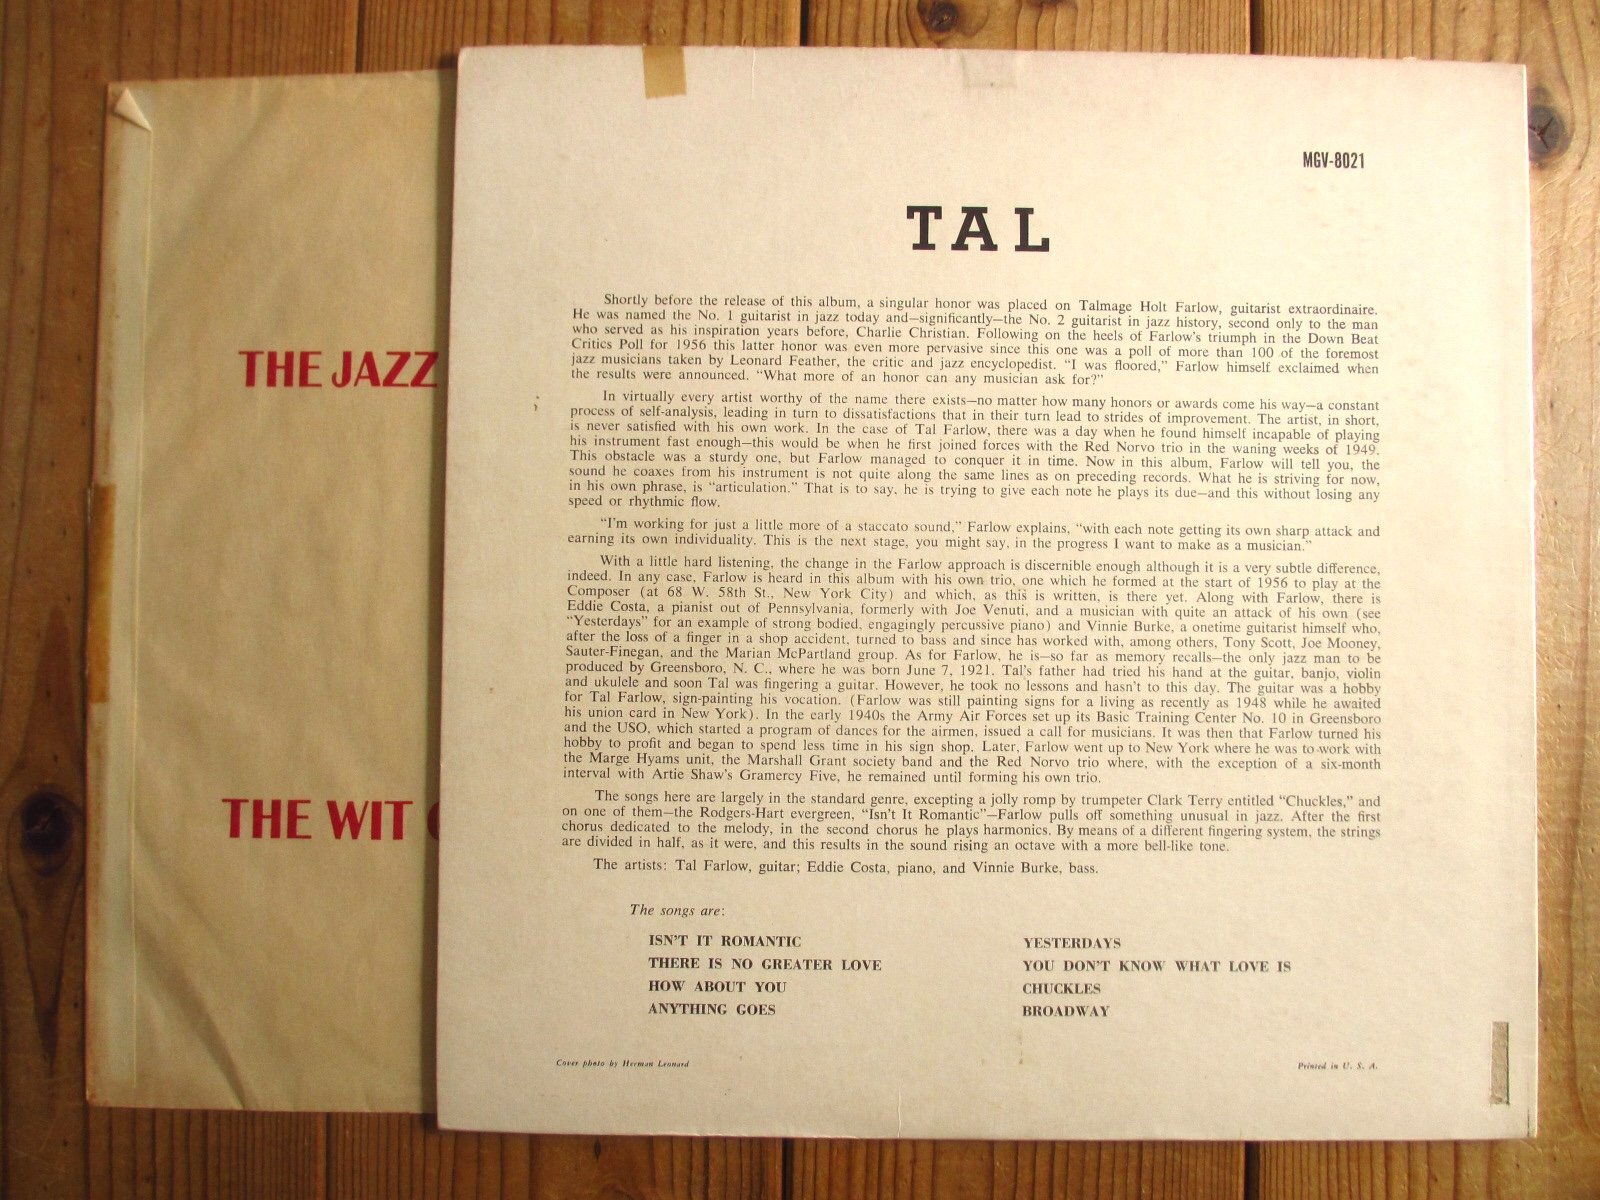 THE JAZZ
THE WIT
MGV-8021
TAL
Shortly before the release of this album, a singular honor was placed on Talmage Holt Farlow, guitarist extraordinaire.
He was named the No. 1 guitarist in jazz today and—significantly—the No. 2 guitarist in jazz history, second only to the man
who served as his inspiration years before, Charlie Christian. Following on the heels of Farlow's triumph in the Down Beat
Critics Poll for 1956 this latter honor was even more pervasive since this one was a poll of more than 100 of the foremost
jazz musicians taken by Leonard Feather, the critic and jazz encyclopedist. "I was floored," Farlow himself exclaimed when
the results were announced. "What more of an honor can any musician ask for?"
In virtually every artist worthy of the name there exists—no matter how many honors or awards come his way—a constant
process of self-analysis, leading in turn to dissatisfactions that in their turn lead to strides of improvement. The artist, in short,
is never satisfied with his own work. In the case of Tal Farlow, there was a day when he found himself incapable of playing
his instrument fast enough—this would be when he first joined forces with the Red Norvo trio in the waning weeks of 1949.
This obstacle was a sturdy one, but Farlow managed to conquer it in time. Now in this album, Farlow will tell you, the
sound he coaxes from his instrument is not quite along the same lines as on preceding records. What he is striving for now,
in his own phrase, is "articulation." That is to say, he is trying to give each note he plays its due—and this without losing any
speed or rhythmic flow.
"I'm working for just a little more of a staccato sound," Farlow explains, "with each note getting its own sharp attack and
earning its own individuality. This is the next stage, you might say, in the progress I want to make as a musician."
With a little hard listening, the change in the Farlow approach is discernible enough although it is a very subtle difference,
indeed. In any case, Farlow is heard in this album with his own trio, one which he formed at the start of 1956 to play at the
Composer (at 68 W. 58th St., New York City) and which, as this is written, is there yet. Along with Farlow, there is
Eddie Costa, a pianist out of Pennsylvania, formerly with Joe Venuti, and a musician with quite an attack of his own (see
"Yesterdays" for an example of strong bodied, engagingly percussive piano) and Vinnie Burke, a onetime guitarist himself who,
after the loss of a finger in a shop accident, turned to bass and since has worked with, among others, Tony Scott, Joe Mooney,
Sauter-Finegan, and the Marian McPartland group. As for Farlow, he is—so far as memory recalls—the only jazz man to be
produced by Greensboro, N. C., where he was born June 7, 1921. Tal's father had tried his hand at the guitar, banjo, violin
and ukulele and soon Tal was fingering a guitar. However, he took no lessons and hasn't to this day. The guitar was a hobby
for Tal Farlow, sign-painting his vocation. (Farlow was still painting signs for a living as recently as 1948 while he awaited
his union card in New York). In the early 1940s the Army Air Forces set up its Basic Training Center No. 10 in Greensboro
and the USO, which started a program of dances for the airmen, issued a call for musicians. It was then that Farlow turned his
hobby to profit and began to spend less time in his sign shop. Later, Farlow went up to New York where he was to work with
the Marge Hyams unit, the Marshall Grant society band and the Red Norvo trio where, with the exception of a six-month
interval with Artie Shaw's Gramercy Five, he remained until forming his own trio.
The songs here are largely in the standard genre, excepting a jolly romp by trumpeter Clark Terry entitled "Chuckles," and
on one of them—the Rodgers-Hart evergreen, "Isn't It Romantic"—Farlow pulls off something unusual in jazz. After the first
chorus dedicated to the melody, in the second chorus he plays harmonics. By means of a different fingering system, the strings
are divided in half, as it were, and this results in the sound rising an octave with a more bell-like tone.
The artists: Tal Farlow, guitar; Eddie Costa, piano, and Vinnie Burke, bass.
The songs are:
ISN'T IT ROMANTIC
THERE IS NO GREATER LOVE
HOW ABOUT YOU
ANYTHING GOES
YESTERDAYS
YOU DON'T KNOW WHAT LOVE IS
CHUCKLES
BROADWAY
Cover photo by Herman Leonard
Printed in U. S. A.